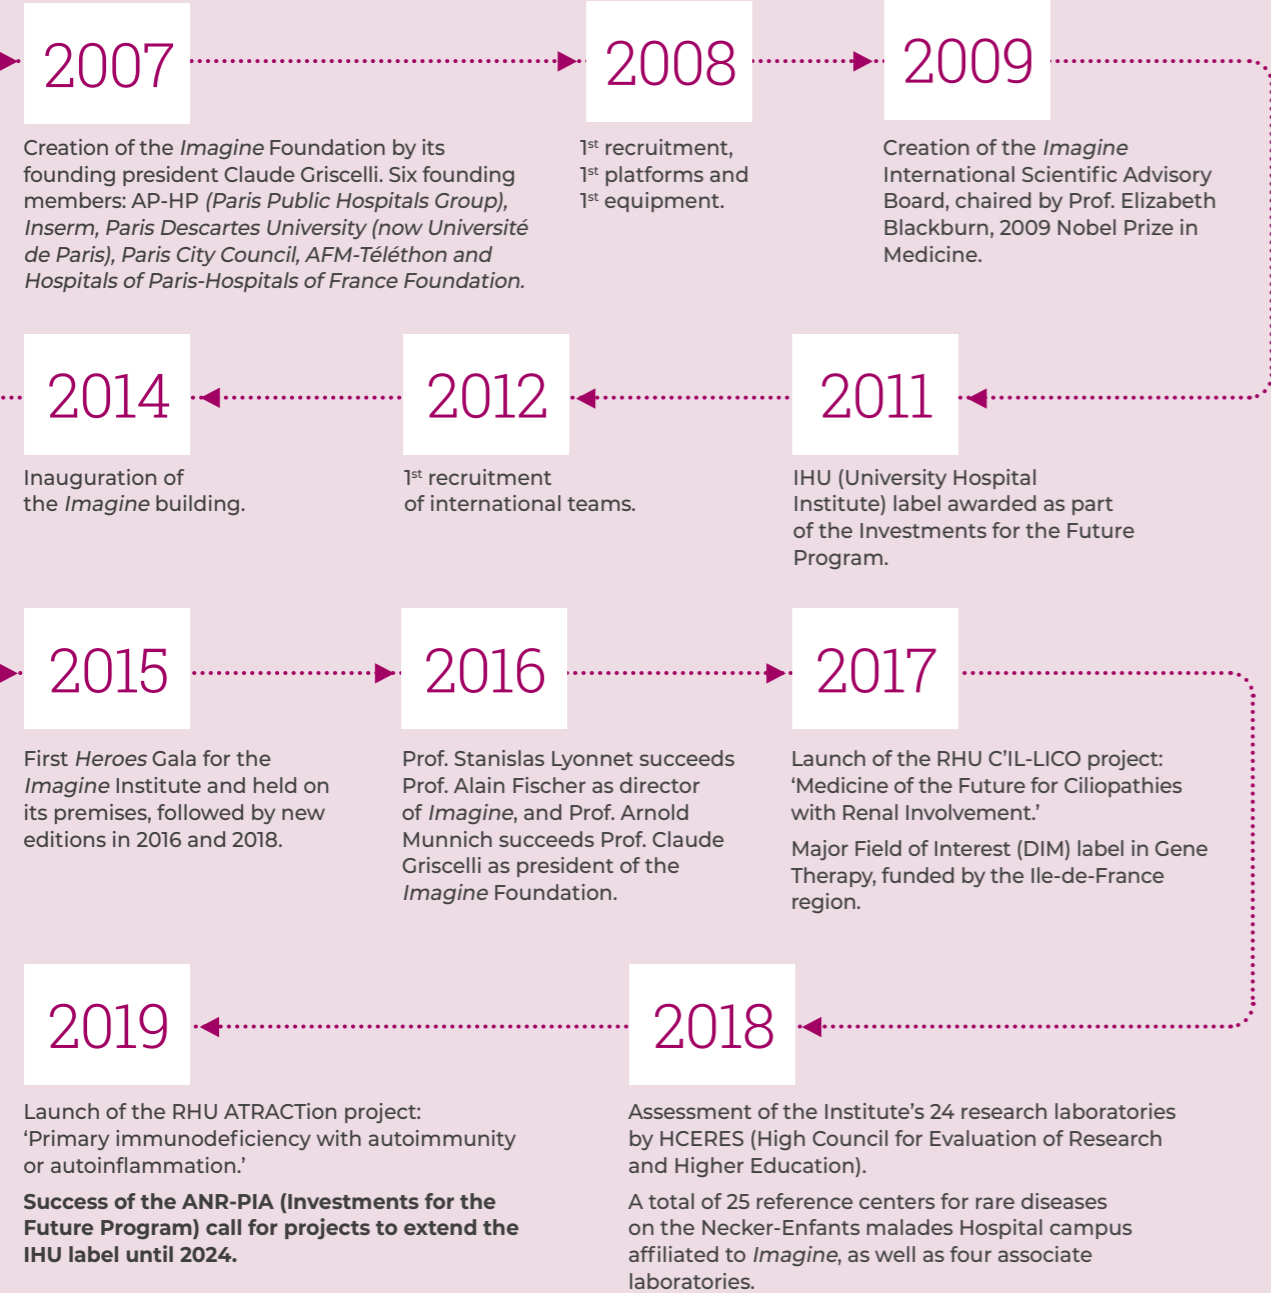 2007
Creation of the Imagine Foundation by its
founding president Claude Griscelli. Six founding
members: AP-HP (Paris Public Hospitals Group),
Inserm, Paris Descartes University (now Université
de Paris), Paris City Council, AFM-Téléthon and
Hospitals of Paris-Hospitals of France Foundation.
2008
1st recruitment,
1st platforms and
1st equipment.
2009
Creation of the Imagine
International Scientific Advisory
Board, chaired by Prof. Elizabeth
Blackburn, 2009 Nobel Prize in
Medicine.
2011
IHU (University Hospital
Institute) label awarded as part
of the Investments for the Future
Program.
2012
1st recruitment
of international teams.
2014
Inauguration of
the Imagine building.
2015
First Heroes Gala for the
Imagine Institute and held on
its premises, followed by new
editions in 2016 and 2018.
2016
Prof. Stanislas Lyonnet succeeds
Prof. Alain Fischer as director
of Imagine, and Prof. Arnold
Munnich succeeds Prof. Claude
Griscelli as president of the
Imagine Foundation.
2017
Launch of the RHU C’IL-LICO project:
‘Medicine of the Future for Ciliopathies
with Renal Involvement.’
Major Field of Interest (DIM) label in Gene
Therapy, funded by the Ile-de-France
region.
2018
Assessment of the Institute’s 24 research laboratories
by HCERES (High Council for Evaluation of Research
and Higher Education).
A total of 25 reference centers for rare diseases
on the Necker-Enfants malades Hospital campus
affiliated to Imagine, as well as four associate
laboratories.
2019
Launch of the RHU ATRACTion project:
‘Primary immunodeficiency with autoimmunity
or autoinflammation.’
Success of the ANR-PIA (Investments for the
Future Program) call for projects to extend the
IHU label until 2024.